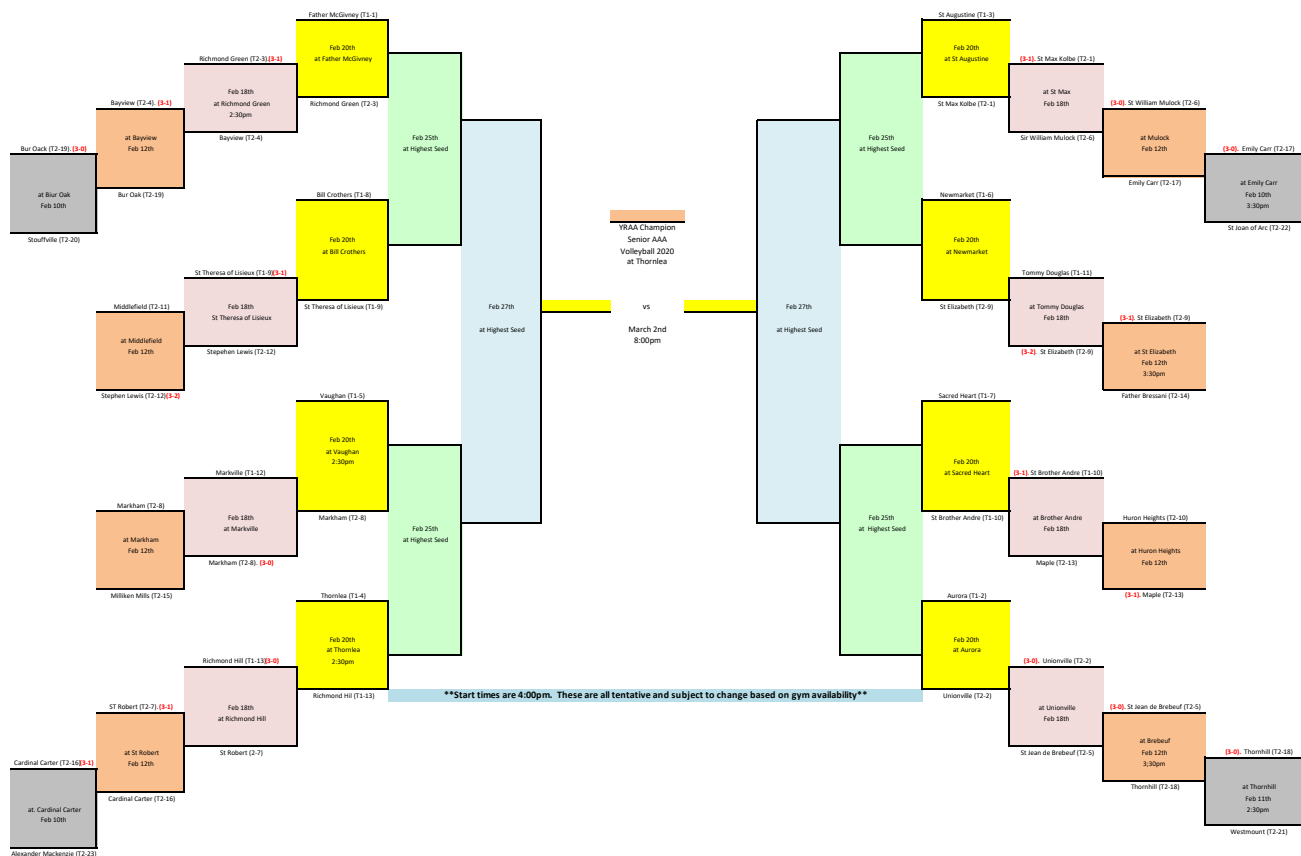 Father McGivney (T1-1)
Feb 20th
at Father McGivney
Richmond Green (T2-3).(3-1)
Feb 18th
at Richmond Green
2:30pm
Richmond Green (T2-3)
Bayview (T2-4). (3-1)
at Bayview
Feb 12th
Bayview (T2-4)
Bur Oack (T2-19). (3-0)
at Biur Oak
Feb 10th
Bur Oak (T2-19)
Stouffville (T2-20)
Feb 25th
at Highest Seed
Bill Crothers (T1-8)
Feb 20th
at Bill Crothers
St Theresa of Lisieux (T1-9)(3-1)
Feb 18th
St Theresa of Lisieux
St Theresa of Lisieux (T1-9)
Middlefield (T2-11)
at Middlefield
Feb 12th
Stepehen Lewis (T2-12)
Stephen Lewis (T2-12)(3-2)
Feb 27th
at Highest Seed
Vaughan (T1-5)
Feb 20th
at Vaughan
2:30pm
Markville (T1-12)
Feb 18th
at Markville
Markham (T2-8)
Markham (T2-8)
at Markham
Feb 12th
Markham (T2-8). (3-0)
Milliken Mills (T2-15)
Feb 25th
at Highest Seed
Thornlea (T1-4)
Feb 20th
at Thornlea
2:30pm
Richmond Hill (T1-13)(3-0)
Feb 18th
at Richmond Hill
Richmond Hil (T1-13)
ST Robert (T2-7). (3-1)
at St Robert
Feb 12th
St Robert (2-7)
Cardinal Carter (T2-16)(3-1)
at. Cardinal Carter
Feb 10th
Cardinal Carter (T2-16)
Alexander Mackenzie (T2-23)
YRAA Champion
Senior AAA
Volleyball 2020
at Thornlea
vs
March 2nd
8:00pm
**Start times are 4:00pm. These are all tentative and subject to change based on gym availability**
St Augustine (T1-3)
Feb 20th
at St Augustine
(3-1). St Max Kolbe (T2-1)
at St Max
Feb 18th
St Max Kolbe (T2-1)
(3-0). St William Mulock (T2-6)
at Mulock
Feb 12th
Sir William Mulock (T2-6)
(3-0). Emily Carr (T2-17)
at Emily Carr
Feb 10th
3:30pm
Emily Carr (T2-17)
St Joan of Arc (T2-22)
Feb 25th
at Highest Seed
Newmarket (T1-6)
Feb 20th
at Newmarket
Tommy Douglas (T1-11)
at Tommy Douglas
Feb 18th
St Elizabeth (T2-9)
(3-1). St Elizabeth (T2-9)
at St Elizabeth
Feb 12th
3:30pm
(3-2). St Elizabeth (T2-9)
Father Bressani (T2-14)
Feb 27th
at Highest Seed
Sacred Heart (T1-7)
Feb 20th
at Sacred Heart
(3-1). St Brother Andre (T1-10)
at Brother Andre
Feb 18th
St Brother Andre (T1-10)
Huron Heights (T2-10)
at Huron Heights
Feb 12th
Maple (T2-13)
(3-1). Maple (T2-13)
Feb 25th
at Highest Seed
Aurora (T1-2)
Feb 20th
at Aurora
(3-0). Unionville (T2-2)
at Unionville
Feb 18th
Unionville (T2-2)
(3-0). St Jean de Brebeuf (T2-5)
at Brebeuf
Feb 12th
3;30pm
St Jean de Brebeuf (T2-5)
(3-0). Thornhill (T2-18)
at Thornhill
Feb 11th
2:30pm
Thornhill (T2-18)
Westmount (T2-21)